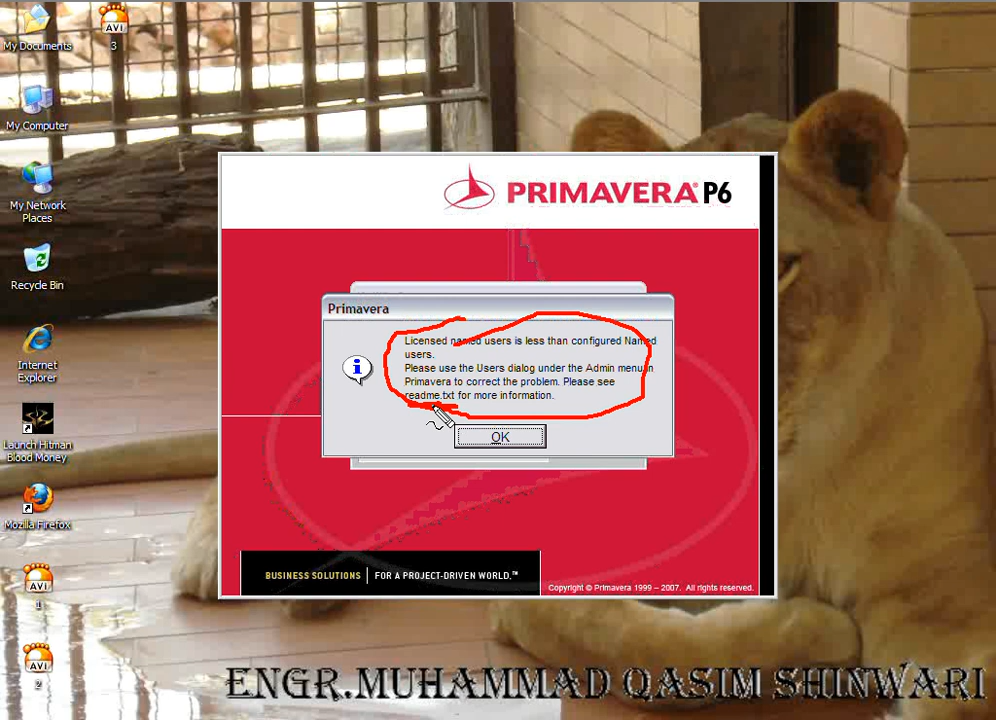 My Documents
3
My Computer
My Network
Places
Recycle Bin
Internet
Explorer
Launch Hitman
Blood Money
Mozilla Firefox
1
2
AVI
AVI
AVI
PRIMAVERA® P6
Primavera
Licensed named users is less than configured Named
users.
Please use the Users dialog under the Admin menu in
Primavera to correct the problem. Please see
readme.txt for more information.
OK
BUSINESS SOLUTIONS | FOR A PROJECT-DRIVEN WORLD.™
Copyright © Primavera 1999 – 2007. All rights reserved.
ENGR.MUHAMMAD QASIM SHINWARI